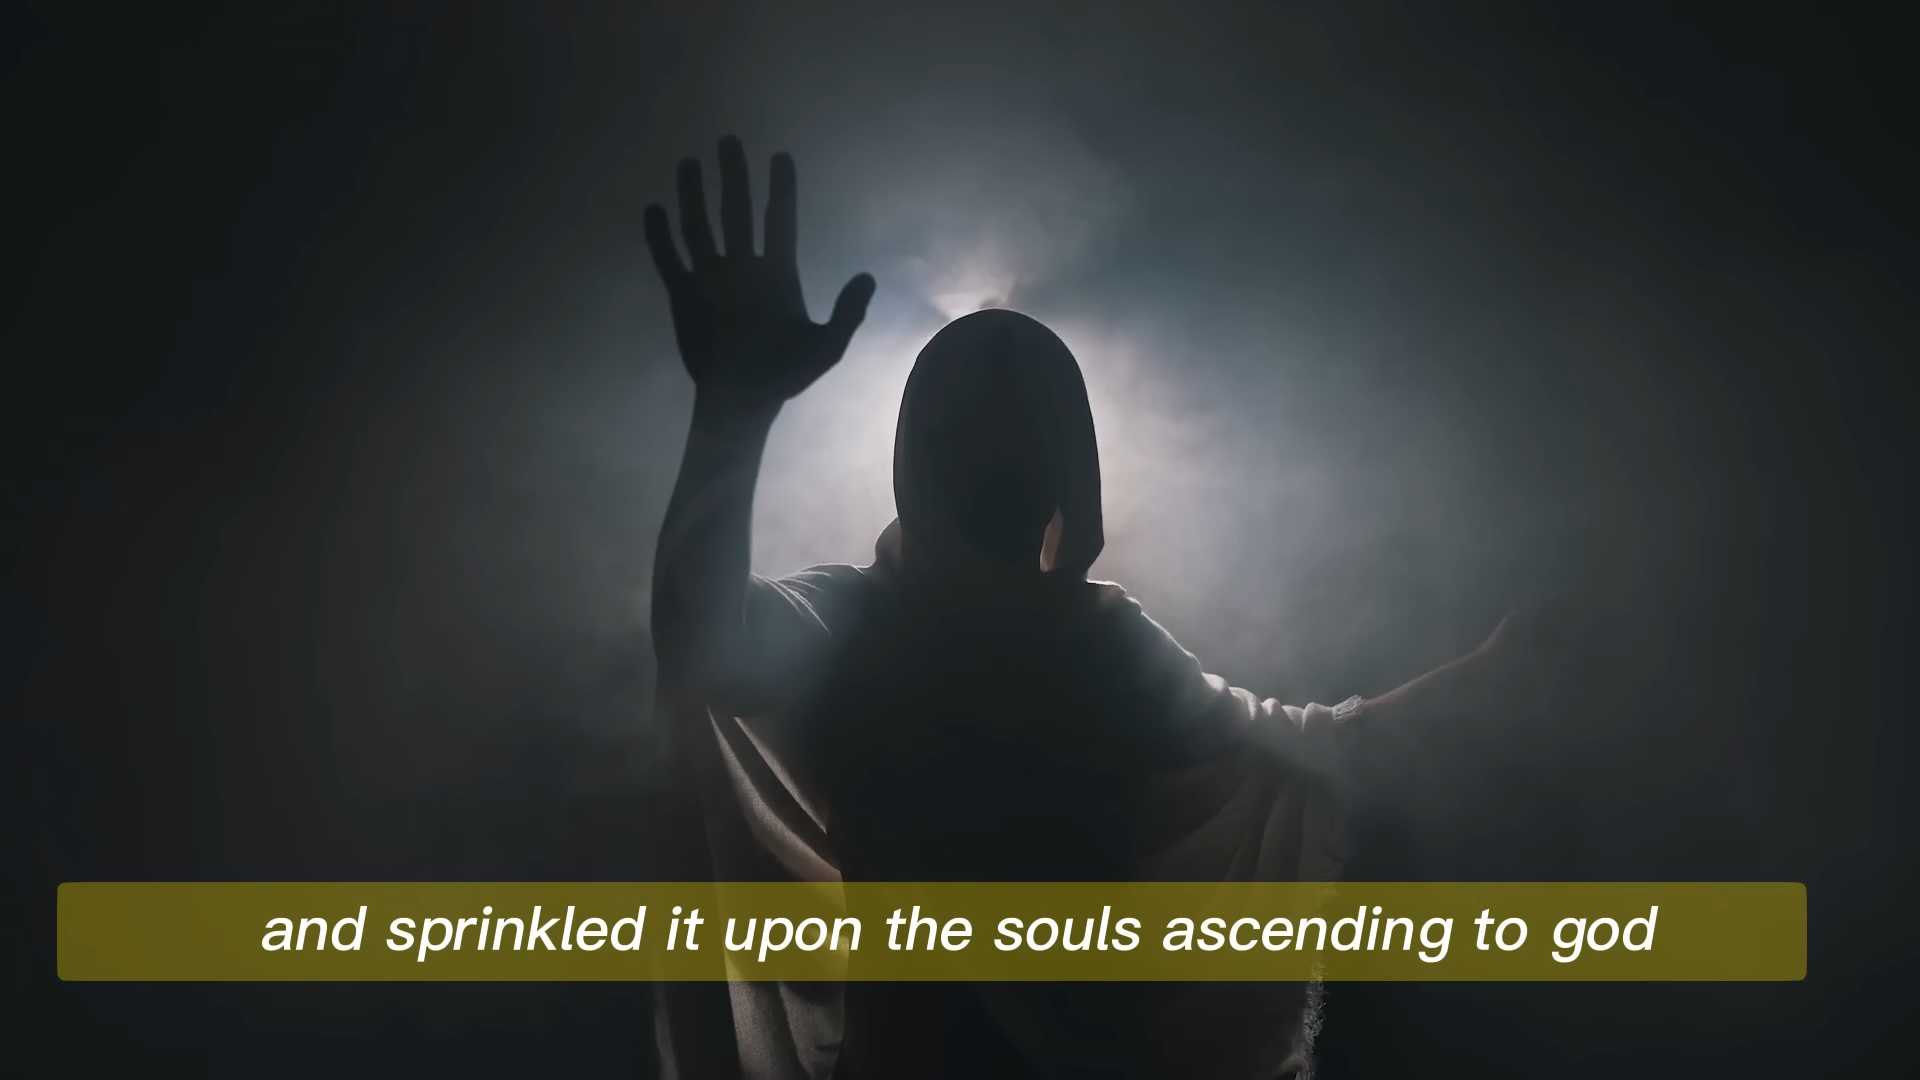 and sprinkled it upon the souls ascending to god